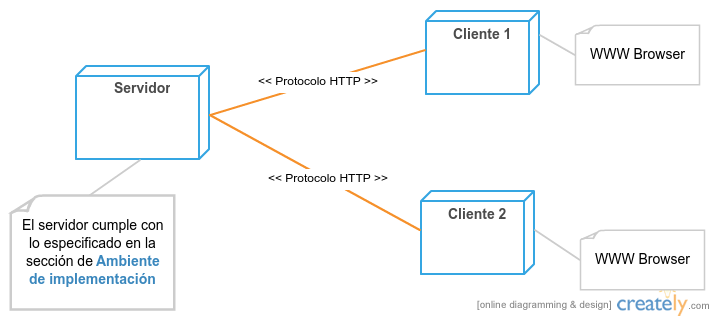 Cliente 1
WWW Browser
<< Protocolo HTTP >>
Servidor
<< Protocolo HTTP >>
Cliente 2
El servidor cumple con
lo especificado en la
sección de Ambiente
de implementación
WWW Browser
[online diagramming & design] creately.com